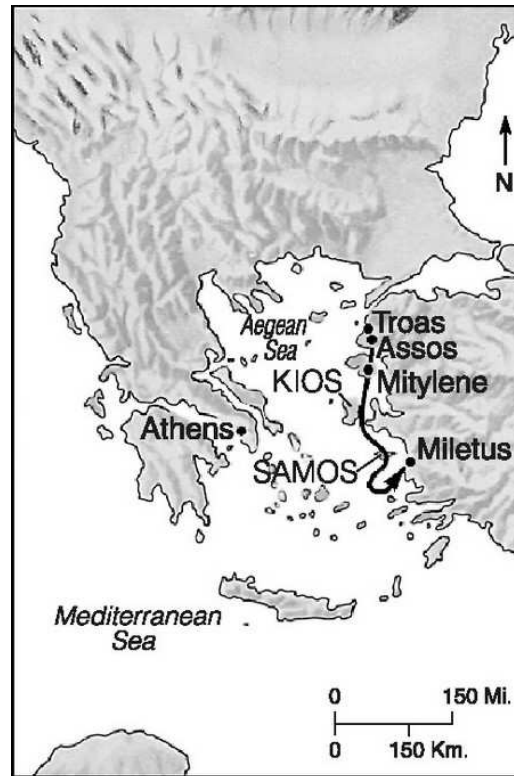 N
Aegean
Sea
Troas
Assos
KIOS
Mitylene
Athens
Miletus
SAMOS
Mediterranean
Sea
0 150 Mi.
0 150 Km.